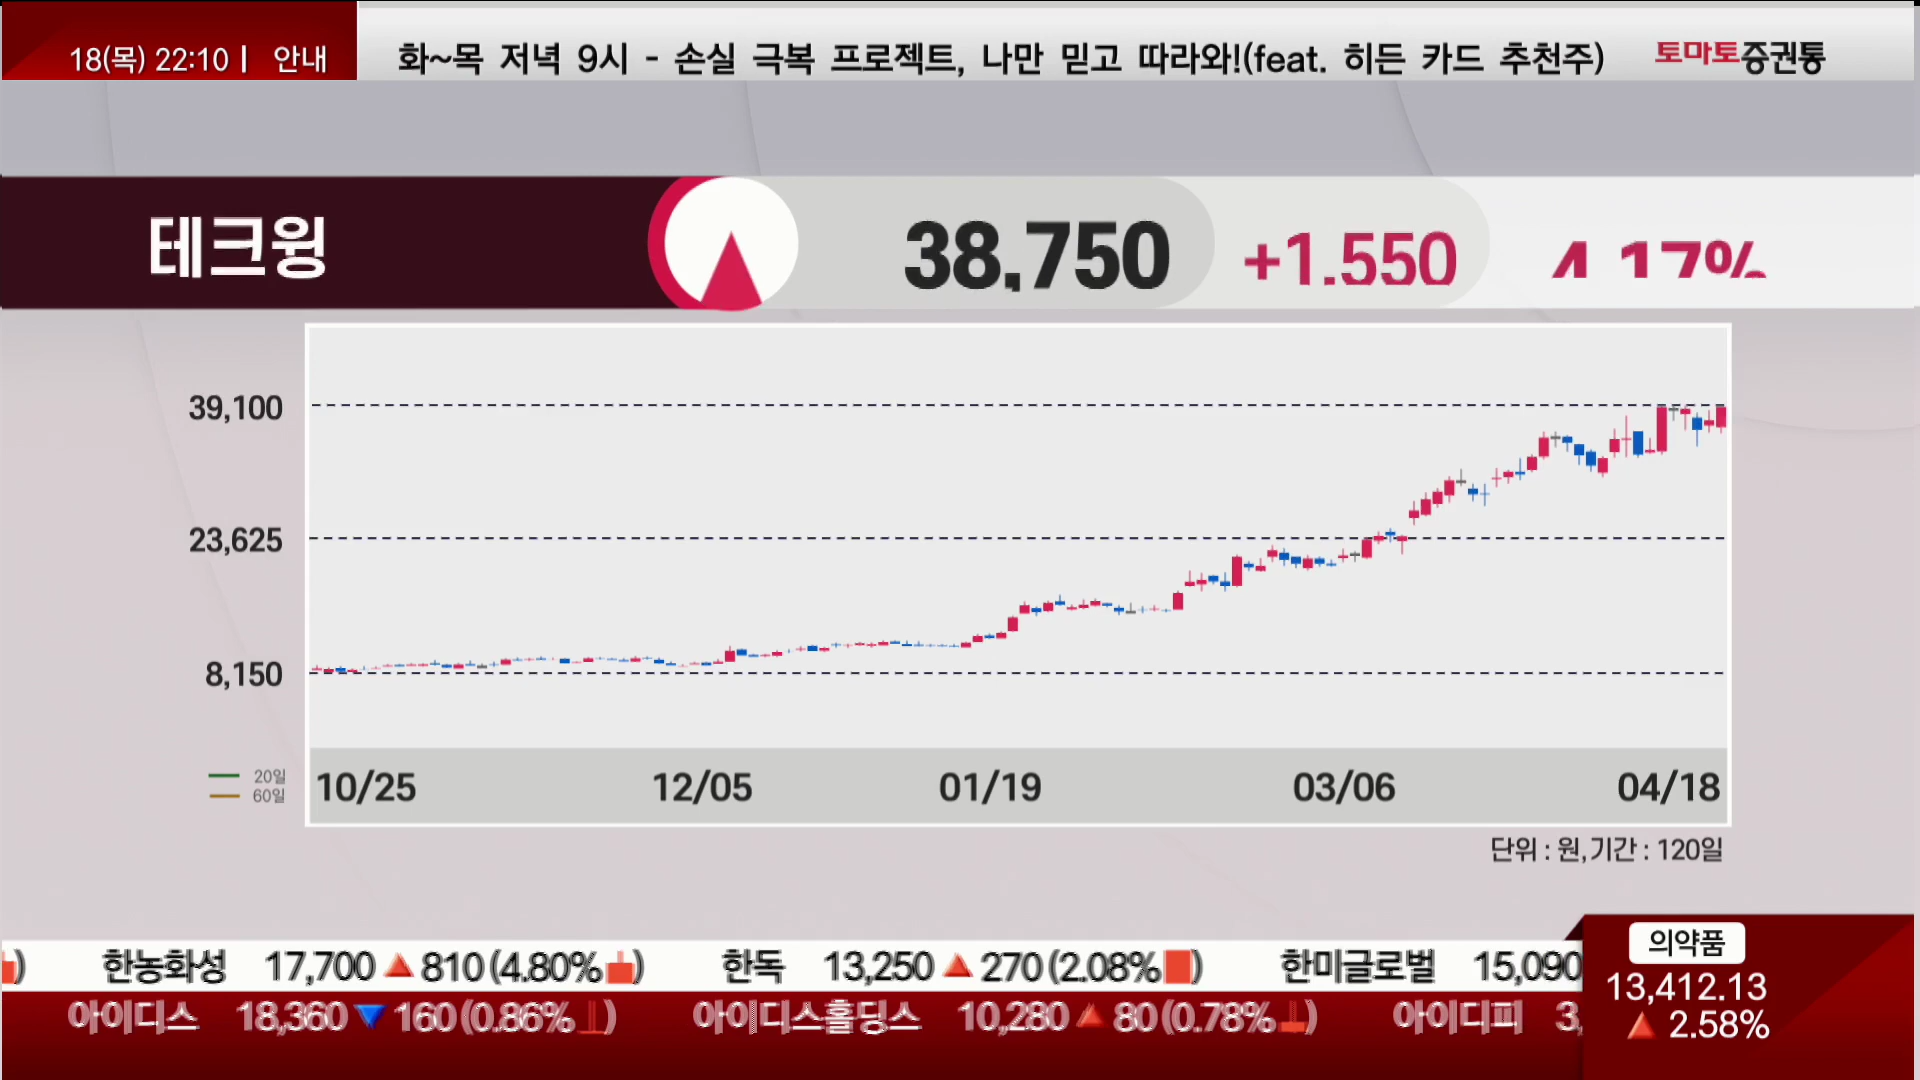 18(목) 22:10 | 안내
화~목 저녁 9시 - 손실 극복 프로젝트, 나만 믿고 따라와!(feat. 히든 카드 추천주)
토마토증권통
테크윙
38,750
+1,550
4.17%
39,100
23,625
8,150
20일
60일
10/25 12/05 01/19 03/06 04/18
단위 : 원, 기간 : 120일
한농화성 17,700 ▲ 810 (4.80% ) 한독 13,250 ▲ 270 (2.08% ) 한미글로벌 15,090
아이디스 18,360 ▼ 160 (0.86% ) 아이디스홀딩스 10,280 ▲ 80 (0.78% ) 아이디피 3,
의약품
13,412.13
▲ 2.58%